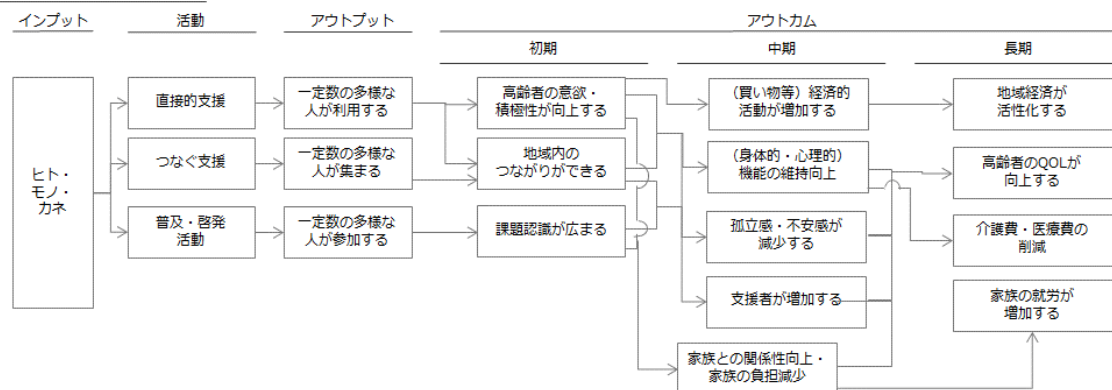 インプット
活動
アウトプット
アウトカム
初期
中期
長期
ヒト・
モノ・
カネ
直接的支援
つなぐ支援
普及・啓発
活動
一定数の多様な
人が利用する
一定数の多様な
人が集まる
一定数の多様な
人が参加する
高齢者の意欲・
積極性が向上する
地域内の
つながりができる
課題認識が広まる
（買い物等）経済的
活動が増加する
（身体的・心理的）
機能の維持向上
孤立感・不安感が
減少する
支援者が増加する
家族との関係性向上・
家族の負担減少
地域経済が
活性化する
高齢者のQOLが
向上する
介護費・医療費の
削減
家族の就労が
増加する